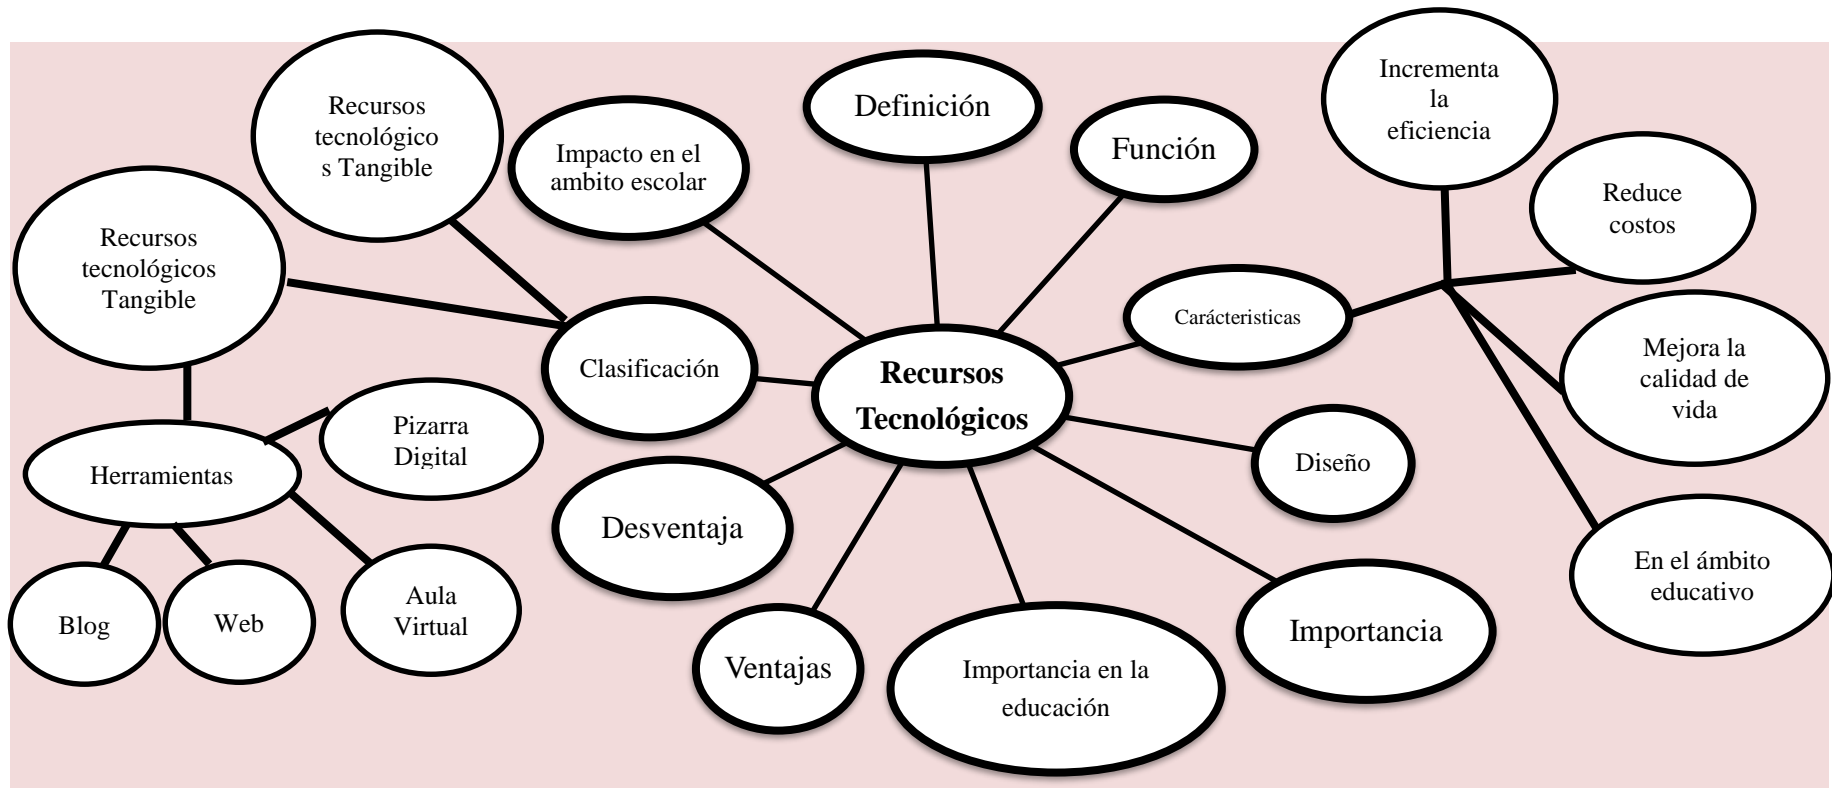 Incrementa
la
eficiencia
Recursos
tecnológico
s Tangible
Definición
Función
Impacto en el
ambito escolar
Reduce
costos
Recursos
tecnológicos
Tangible
Carácteristicas
Clasificación
Recursos
Tecnológicos
Mejora la
calidad de
vida
Pizarra
Digital
Herramientas
Diseño
Desventaja
En el ámbito
educativo
Blog
Web
Aula
Virtual
Ventajas
Importancia en la
educación
Importancia